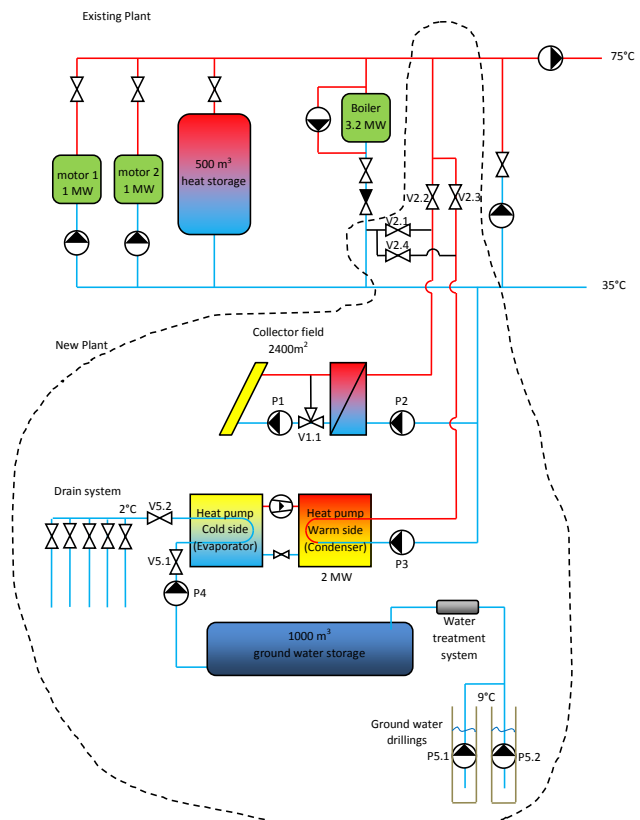 Existing Plant
75°C
Boiler
3.2 MW
500 m³
heat storage
motor 1
1 MW
motor 2
1 MW
V2.2
V2.3
V2.1
V2.4
35°C
New Plant
Collector field
2400m²
P1
P2
V1.1
Drain system
2°C
V5.2
Heat pump
Cold side
(Evaporator)
Heat pump
Warm side
(Condenser)
V5.1
P3
2 MW
P4
1000 m³
ground water storage
Water
treatment
system
9°C
Ground water
drillings
P5.1
P5.2